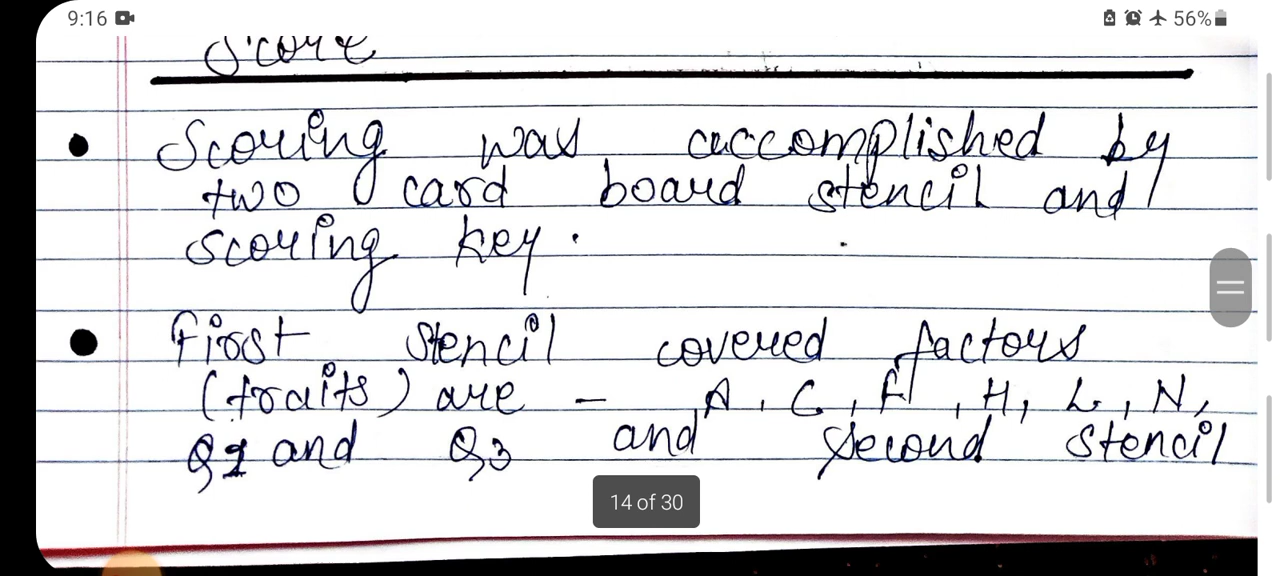 9:16 56%
Score
• Scoring was accomplished by
two card board stencil and
scoring key.
• First stencil covered factors
(traits) are - A, C, F, H, L, N,
Q1 and Q3 and second stencil
14 of 30